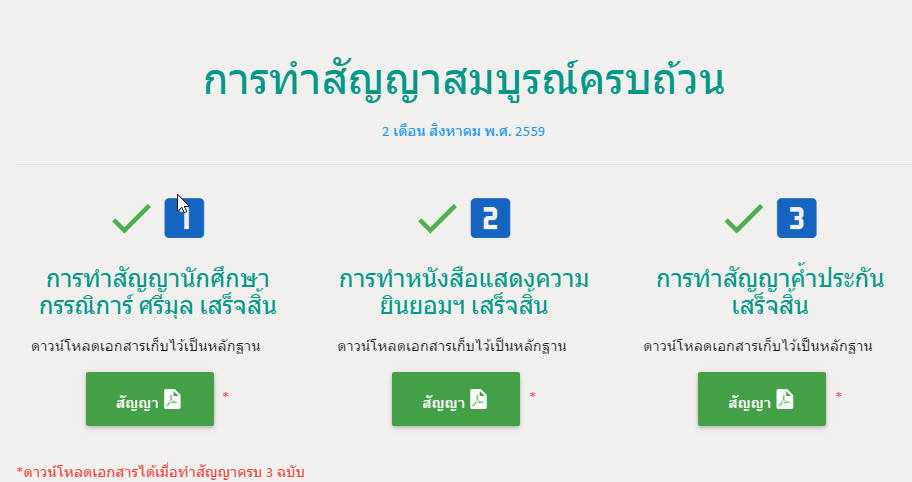 การทำสัญญาสมบูรณ์ครบถ้วน
2 เดือน สิงหาคม พ.ศ. 2559
1
2
3
การทำสัญญานักศึกษา
กรรณิการ์ ศรีมุล เสร็จสิ้น
การทำหนังสือแสดงความ
ยินยอมฯ เสร็จสิ้น
การทำสัญญาค้ำประกัน
เสร็จสิ้น
ดาวน์โหลดเอกสารเก็บไว้เป็นหลักฐาน
ดาวน์โหลดเอกสารเก็บไว้เป็นหลักฐาน
ดาวน์โหลดเอกสารเก็บไว้เป็นหลักฐาน
สัญญา *
สัญญา *
สัญญา *
*ดาวน์โหลดเอกสารได้เมื่อทำสัญญาครบ 3 ฉบับ